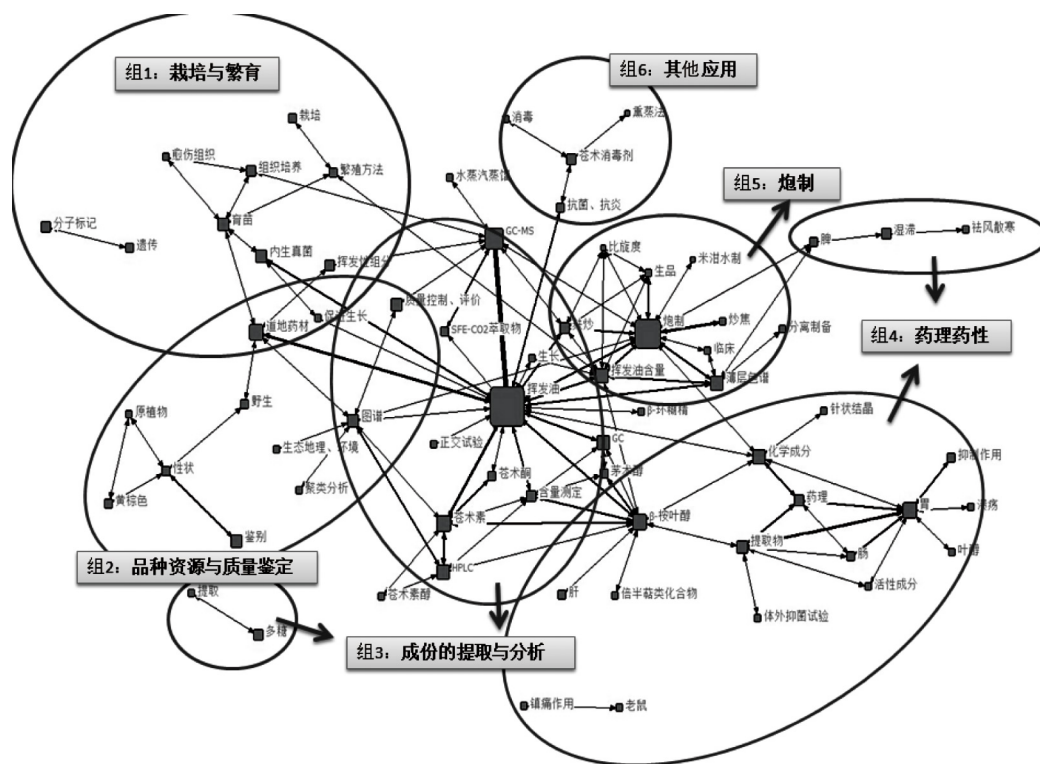 组1：栽培与繁育
组6：其他应用
栽培
消毒
重蒸法
愈伤组织
组织培养
繁殖方法
水蒸汽蒸馏
苍术消毒剂
组5：炮制
抗菌、抗炎
分子标记
育苗
遗传
内生真菌
挥发性组分
GC-MS
比旋度
生品
米泔水制
脾
湿滞
祛风散寒
质量控制、评价
道地药材
SFE-CO2萃取物
炮制
炒焦
分离制备
临床
组4：药理药性
生长
挥发油
挥发油含量
薄层色谱
原植物
野生
图谱
β-环糊精
针状结晶
生态地理、环境
正交试验
GC
化学成分
抑制作用
性状
聚类分析
苍术酮
茅术醇
黄棕色
含量测定
药理
胃
鉴别
苍术素
β-桉叶醇
提取物
肠
叶醇
组2：品种资源与质量鉴定
HPLC
活性成分
提取
苍术素醇
肝
倍半萜类化合物
体外抑菌试验
多糖
组3：成份的提取与分析
镇痛作用
老鼠